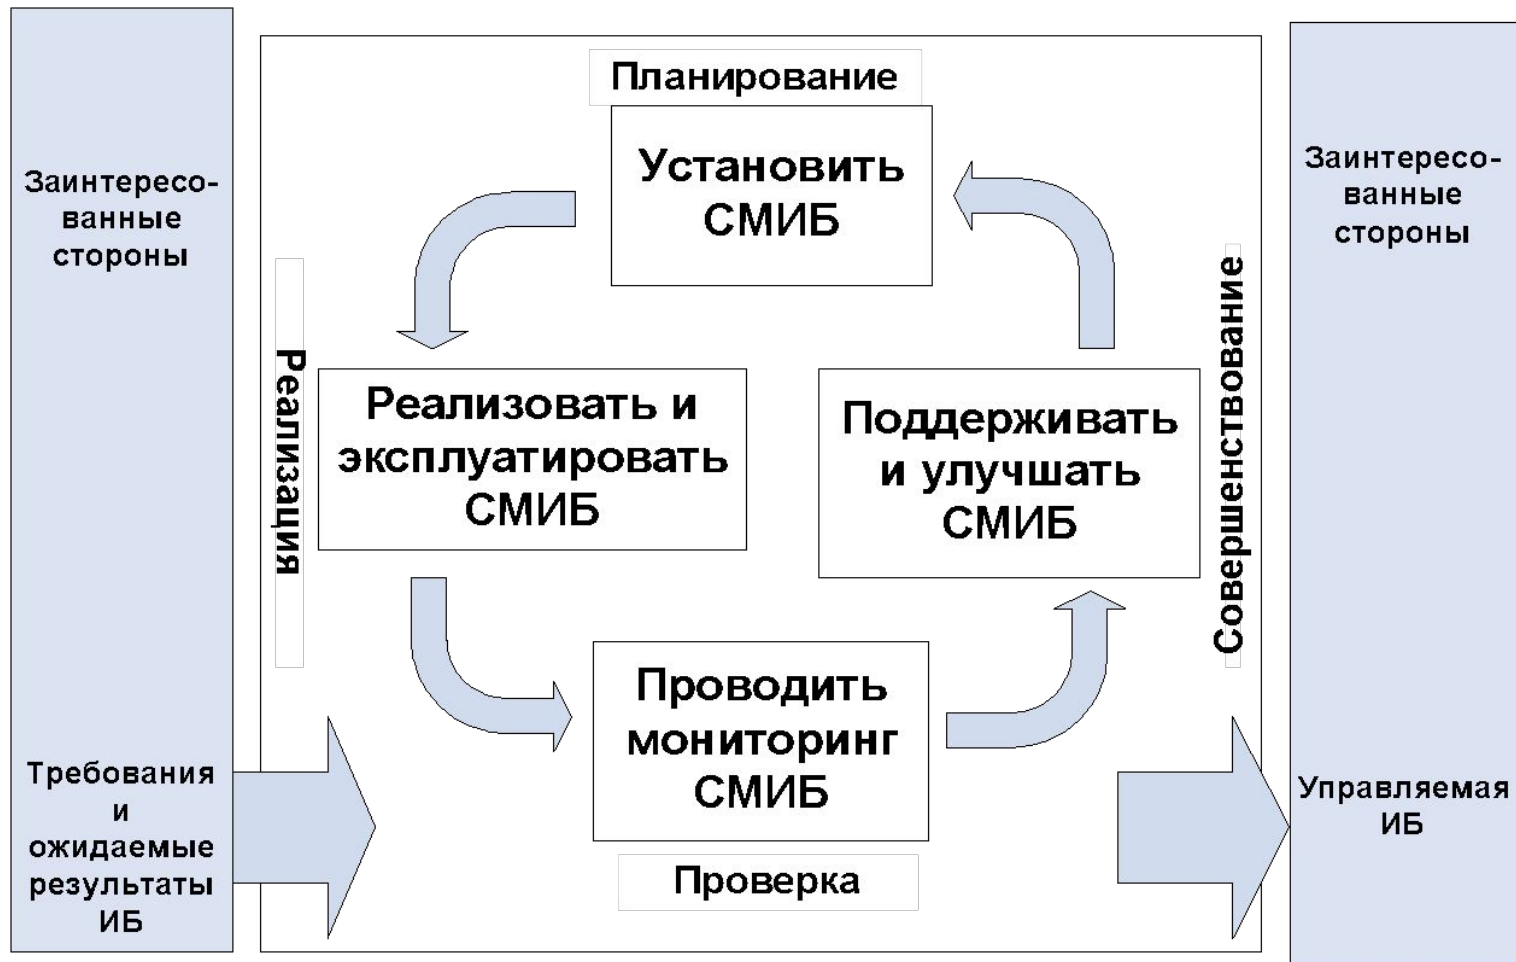 Заинтересо-
ванные
стороны
Требования
и
ожидаемые
результаты
ИБ
Планирование
Установить
СМИБ
Реализация
Реализовать и
эксплуатировать
СМИБ
Поддерживать
и улучшать
СМИБ
Совершенствование
Проводить
мониторинг
СМИБ
Проверка
Заинтересо-
ванные
стороны
Управляемая
ИБ